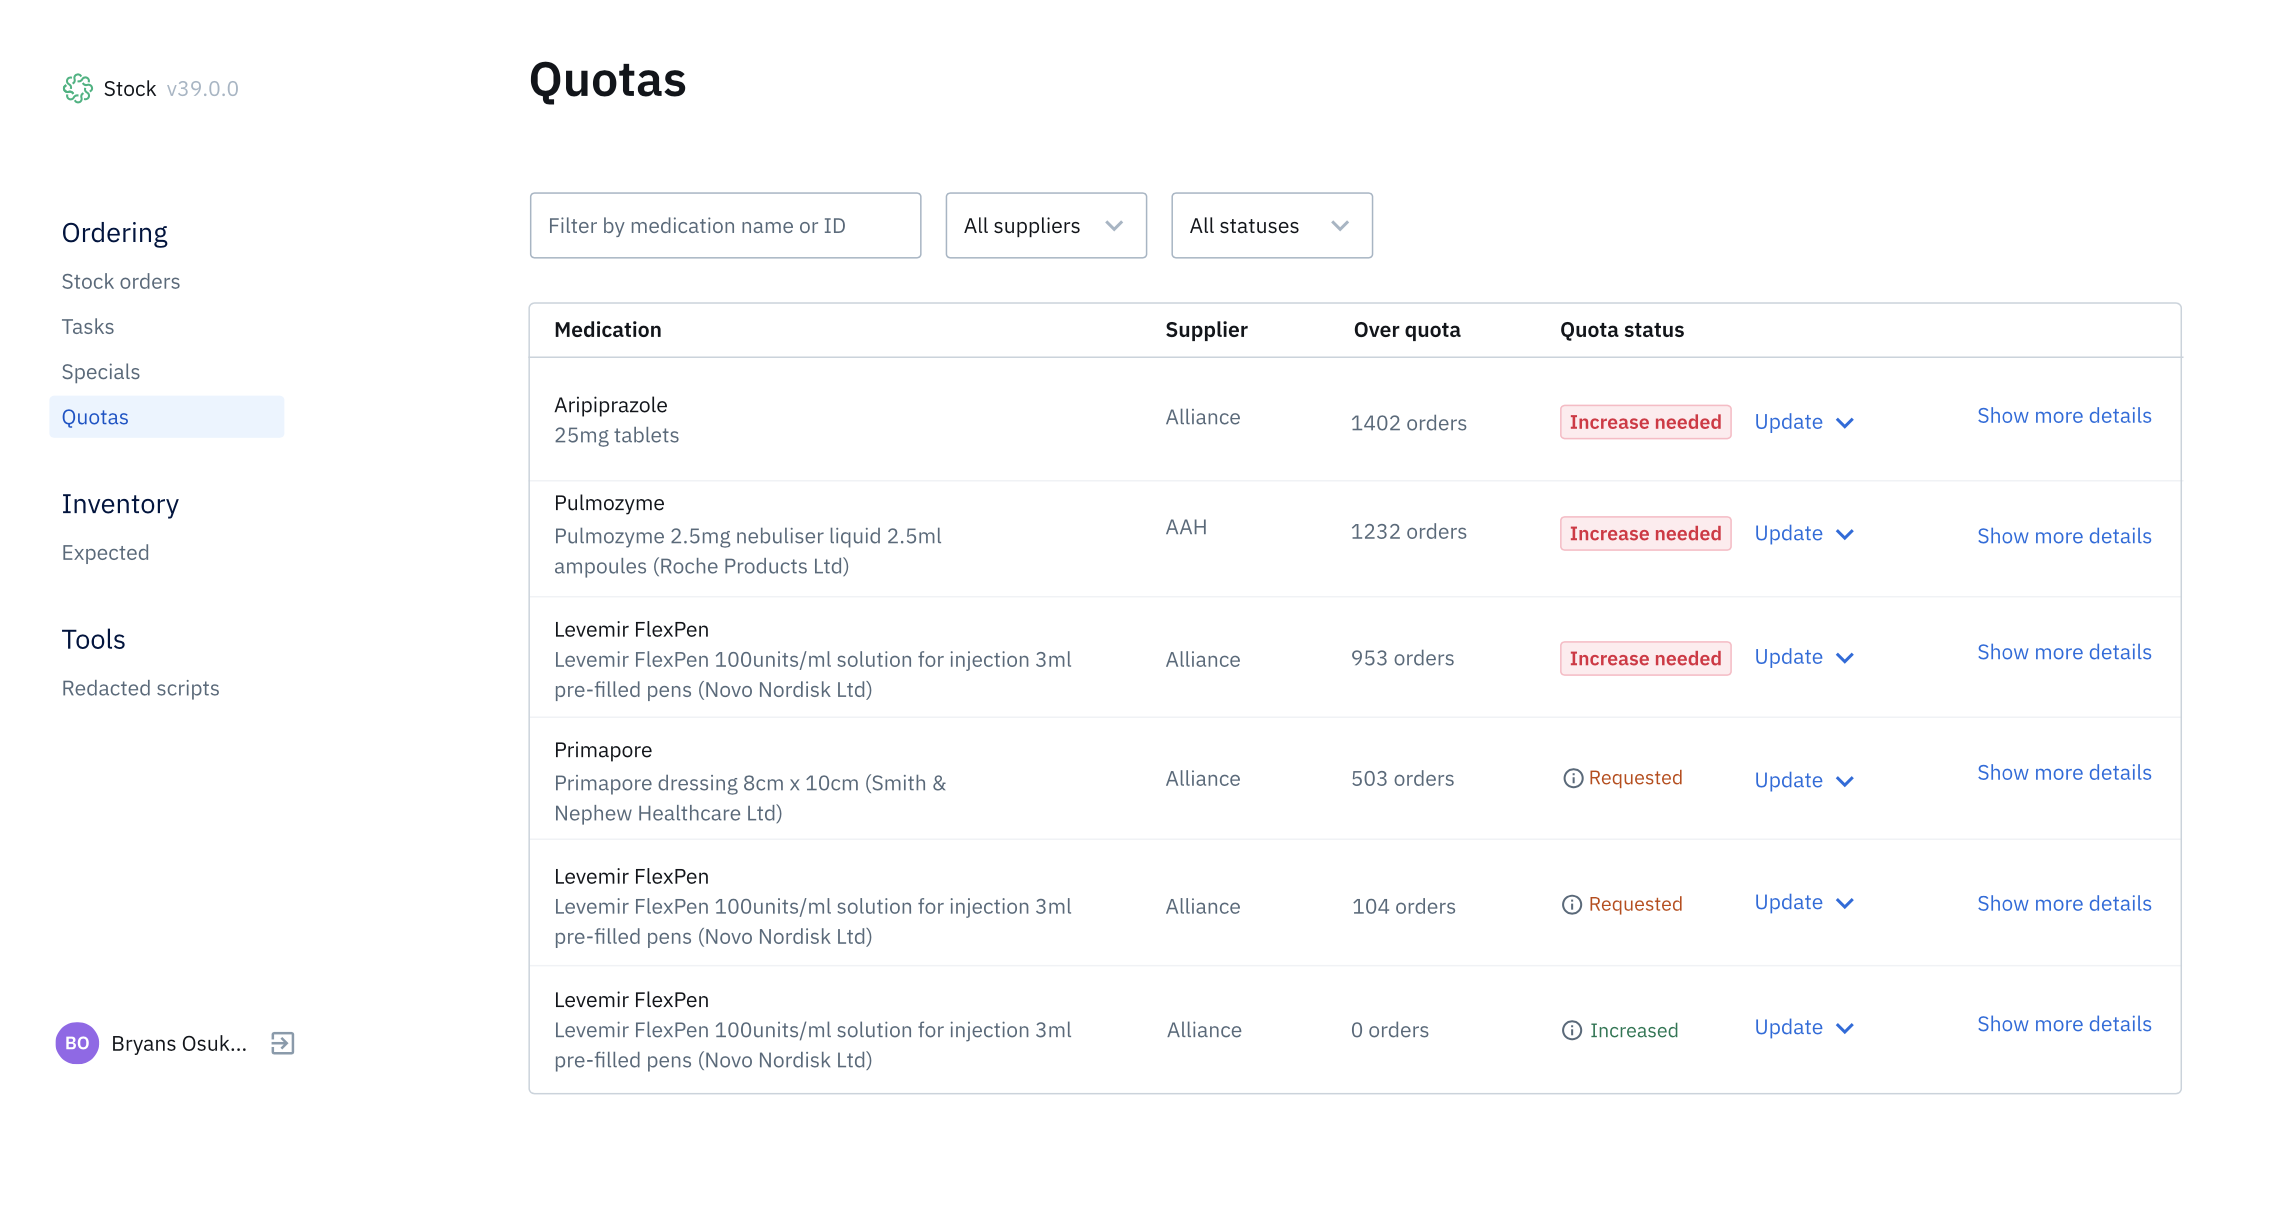 Stock v39.0.0
Quotas
Ordering
Stock orders
Tasks
Specials
Quotas
Inventory
Expected
Tools
Redacted scripts
BO Bryans Osuk...
Filter by medication name or ID
All suppliers
All statuses
Medication Supplier Over quota Quota status
Aripiprazole
25mg tablets
Alliance 1402 orders Increase needed Update Show more details
Pulmozyme
Pulmozyme 2.5mg nebuliser liquid 2.5ml
ampoules (Roche Products Ltd)
AAH 1232 orders Increase needed Update Show more details
Levemir FlexPen
Levemir FlexPen 100units/ml solution for injection 3ml
pre-filled pens (Novo Nordisk Ltd)
Alliance 953 orders Increase needed Update Show more details
Primapore
Primapore dressing 8cm x 10cm (Smith &
Nephew Healthcare Ltd)
Alliance 503 orders Requested Update Show more details
Levemir FlexPen
Levemir FlexPen 100units/ml solution for injection 3ml
pre-filled pens (Novo Nordisk Ltd)
Alliance 104 orders Requested Update Show more details
Levemir FlexPen
Levemir FlexPen 100units/ml solution for injection 3ml
pre-filled pens (Novo Nordisk Ltd)
Alliance 0 orders Increased Update Show more details